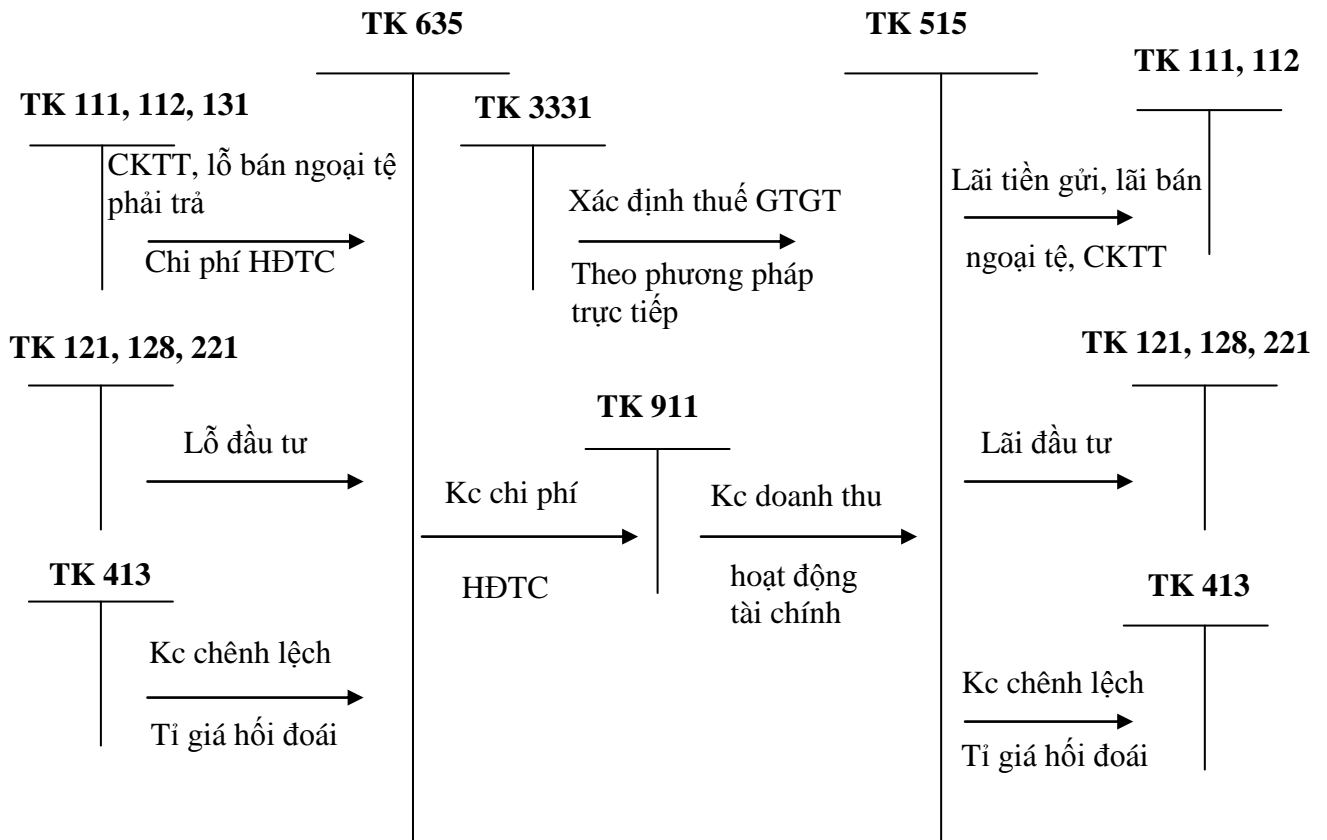 TK 635
TK 515
TK 111, 112
TK 111, 112, 131
TK 3331
CKTT, lỗ bán ngoại tệ
phải trả
Chi phí HĐTC
Xác định thuế GTGT
Theo phương pháp
trực tiếp
Lãi tiền gửi, lãi bán
ngoại tệ, CKTT
TK 121, 128, 221
TK 121, 128, 221
Lỗ đầu tư
TK 911
Lãi đầu tư
Kc chi phí
HĐTC
Kc doanh thu
hoạt động
tài chính
TK 413
TK 413
Kc chênh lệch
Tỉ giá hối đoái
Kc chênh lệch
Tỉ giá hối đoái